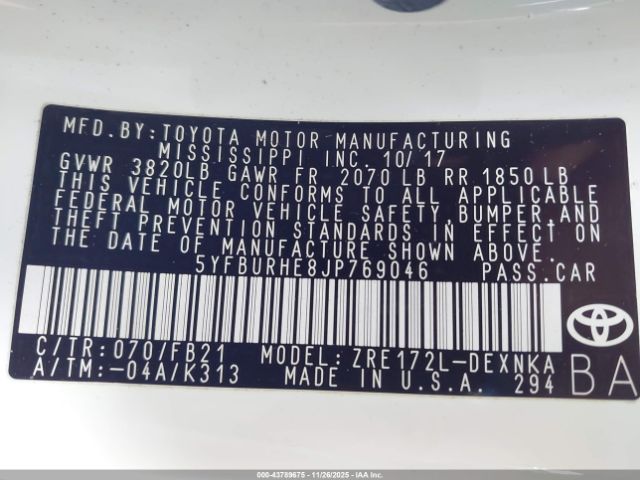 MFD.BY:TOYOTA MOTOR MANUFACTURING
MISSISSIPPI INC. 10/17
GVWR 3820LB GAWR FR 2070 LB RR 1850 LB
THIS VEHICLE CONFORMS TO ALL APPLICABLE
FEDERAL MOTOR VEHICLE SAFETY,BUMPER,AND
THEFT PREVENTION STANDARDS IN EFFECT ON
THE DATE OF MANUFACTURE SHOWN ABOVE.
5YFBURHE8JP769046 PASS.CAR
C/TR:070/FB21 MODEL:ZRE172L-DEXNKA
A/TM:-04A/K313 MADE IN U.S.A. 294
BA
000-43789675 | 11/26/2025 - IAAI.COM